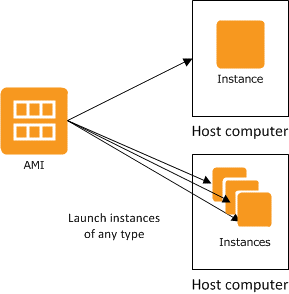 Instance
Host computer
AMI
Launch instances
of any type
Instances
Host computer